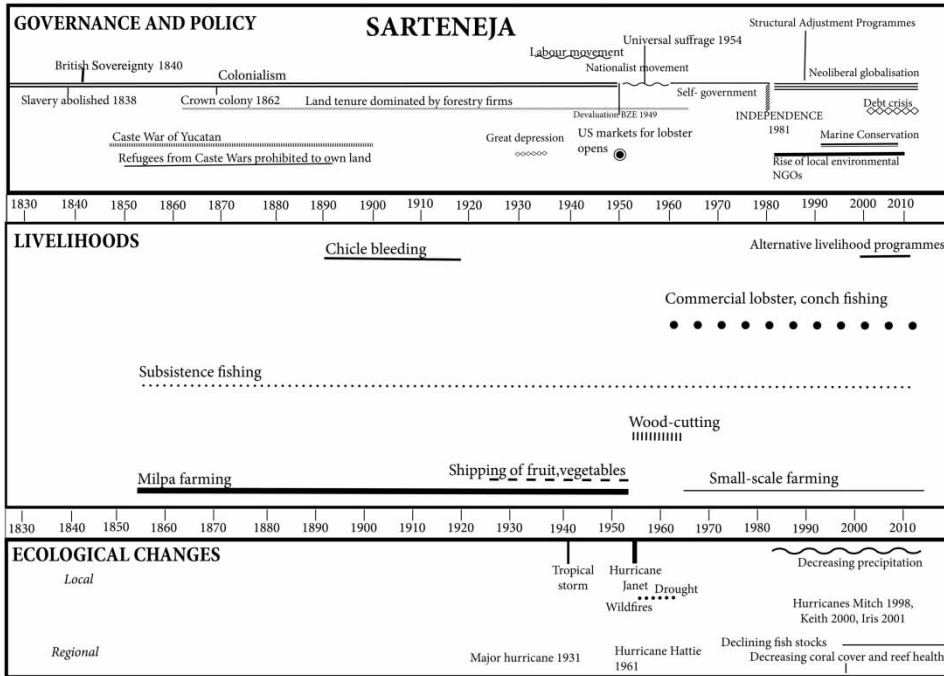 GOVERNANCE AND POLICY
SARTENEJA
Structural Adjustment Programmes
Universal suffrage 1954
Labour movement
British Sovereignty 1840
Nationalist movement
Colonialism
Neoliberal globalisation
Slavery abolished 1838
Crown colony 1862
Land tenure dominated by forestry firms
Self- government
Devaluation BZE 1949
INDEPENDENCE
1981
Debt crisis
Caste War of Yucatan
Great depression
US markets for lobster
opens
Marine Conservation
Refugees from Caste Wars prohibited to own land
Rise of local environmental
NGOs
1830 1840 1850 1860 1870 1880 1890 1900 1910 1920 1930 1940 1950 1960 1970 1980 1990 2000 2010
LIVELIHOODS
Chicle bleeding
Alternative livelihood programmes
Commercial lobster, conch fishing
Subsistence fishing
Wood-cutting
Milpa farming
Shipping of fruit,vegetables
Small-scale farming
1830 1840 1850 1860 1870 1880 1890 1900 1910 1920 1930 1940 1950 1960 1970 1980 1990 2000 2010
ECOLOGICAL CHANGES
Local
Tropical
storm
Hurricane
Janet
Drought
Wildfires
Decreasing precipitation
Hurricanes Mitch 1998,
Keith 2000, Iris 2001
Regional
Major hurricane 1931
Hurricane Hattie
1961
Declining fish stocks
Decreasing coral cover and reef health